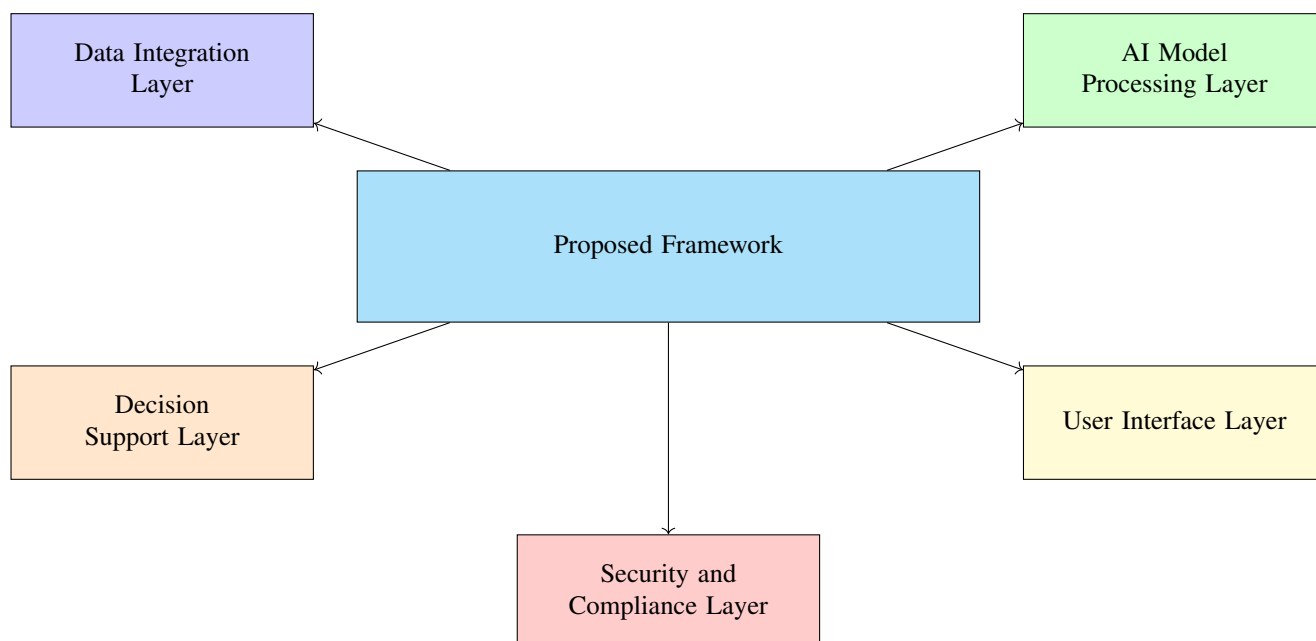 Data Integration
Layer
AI Model
Processing Layer
Proposed Framework
Decision
Support Layer
User Interface Layer
Security and
Compliance Layer